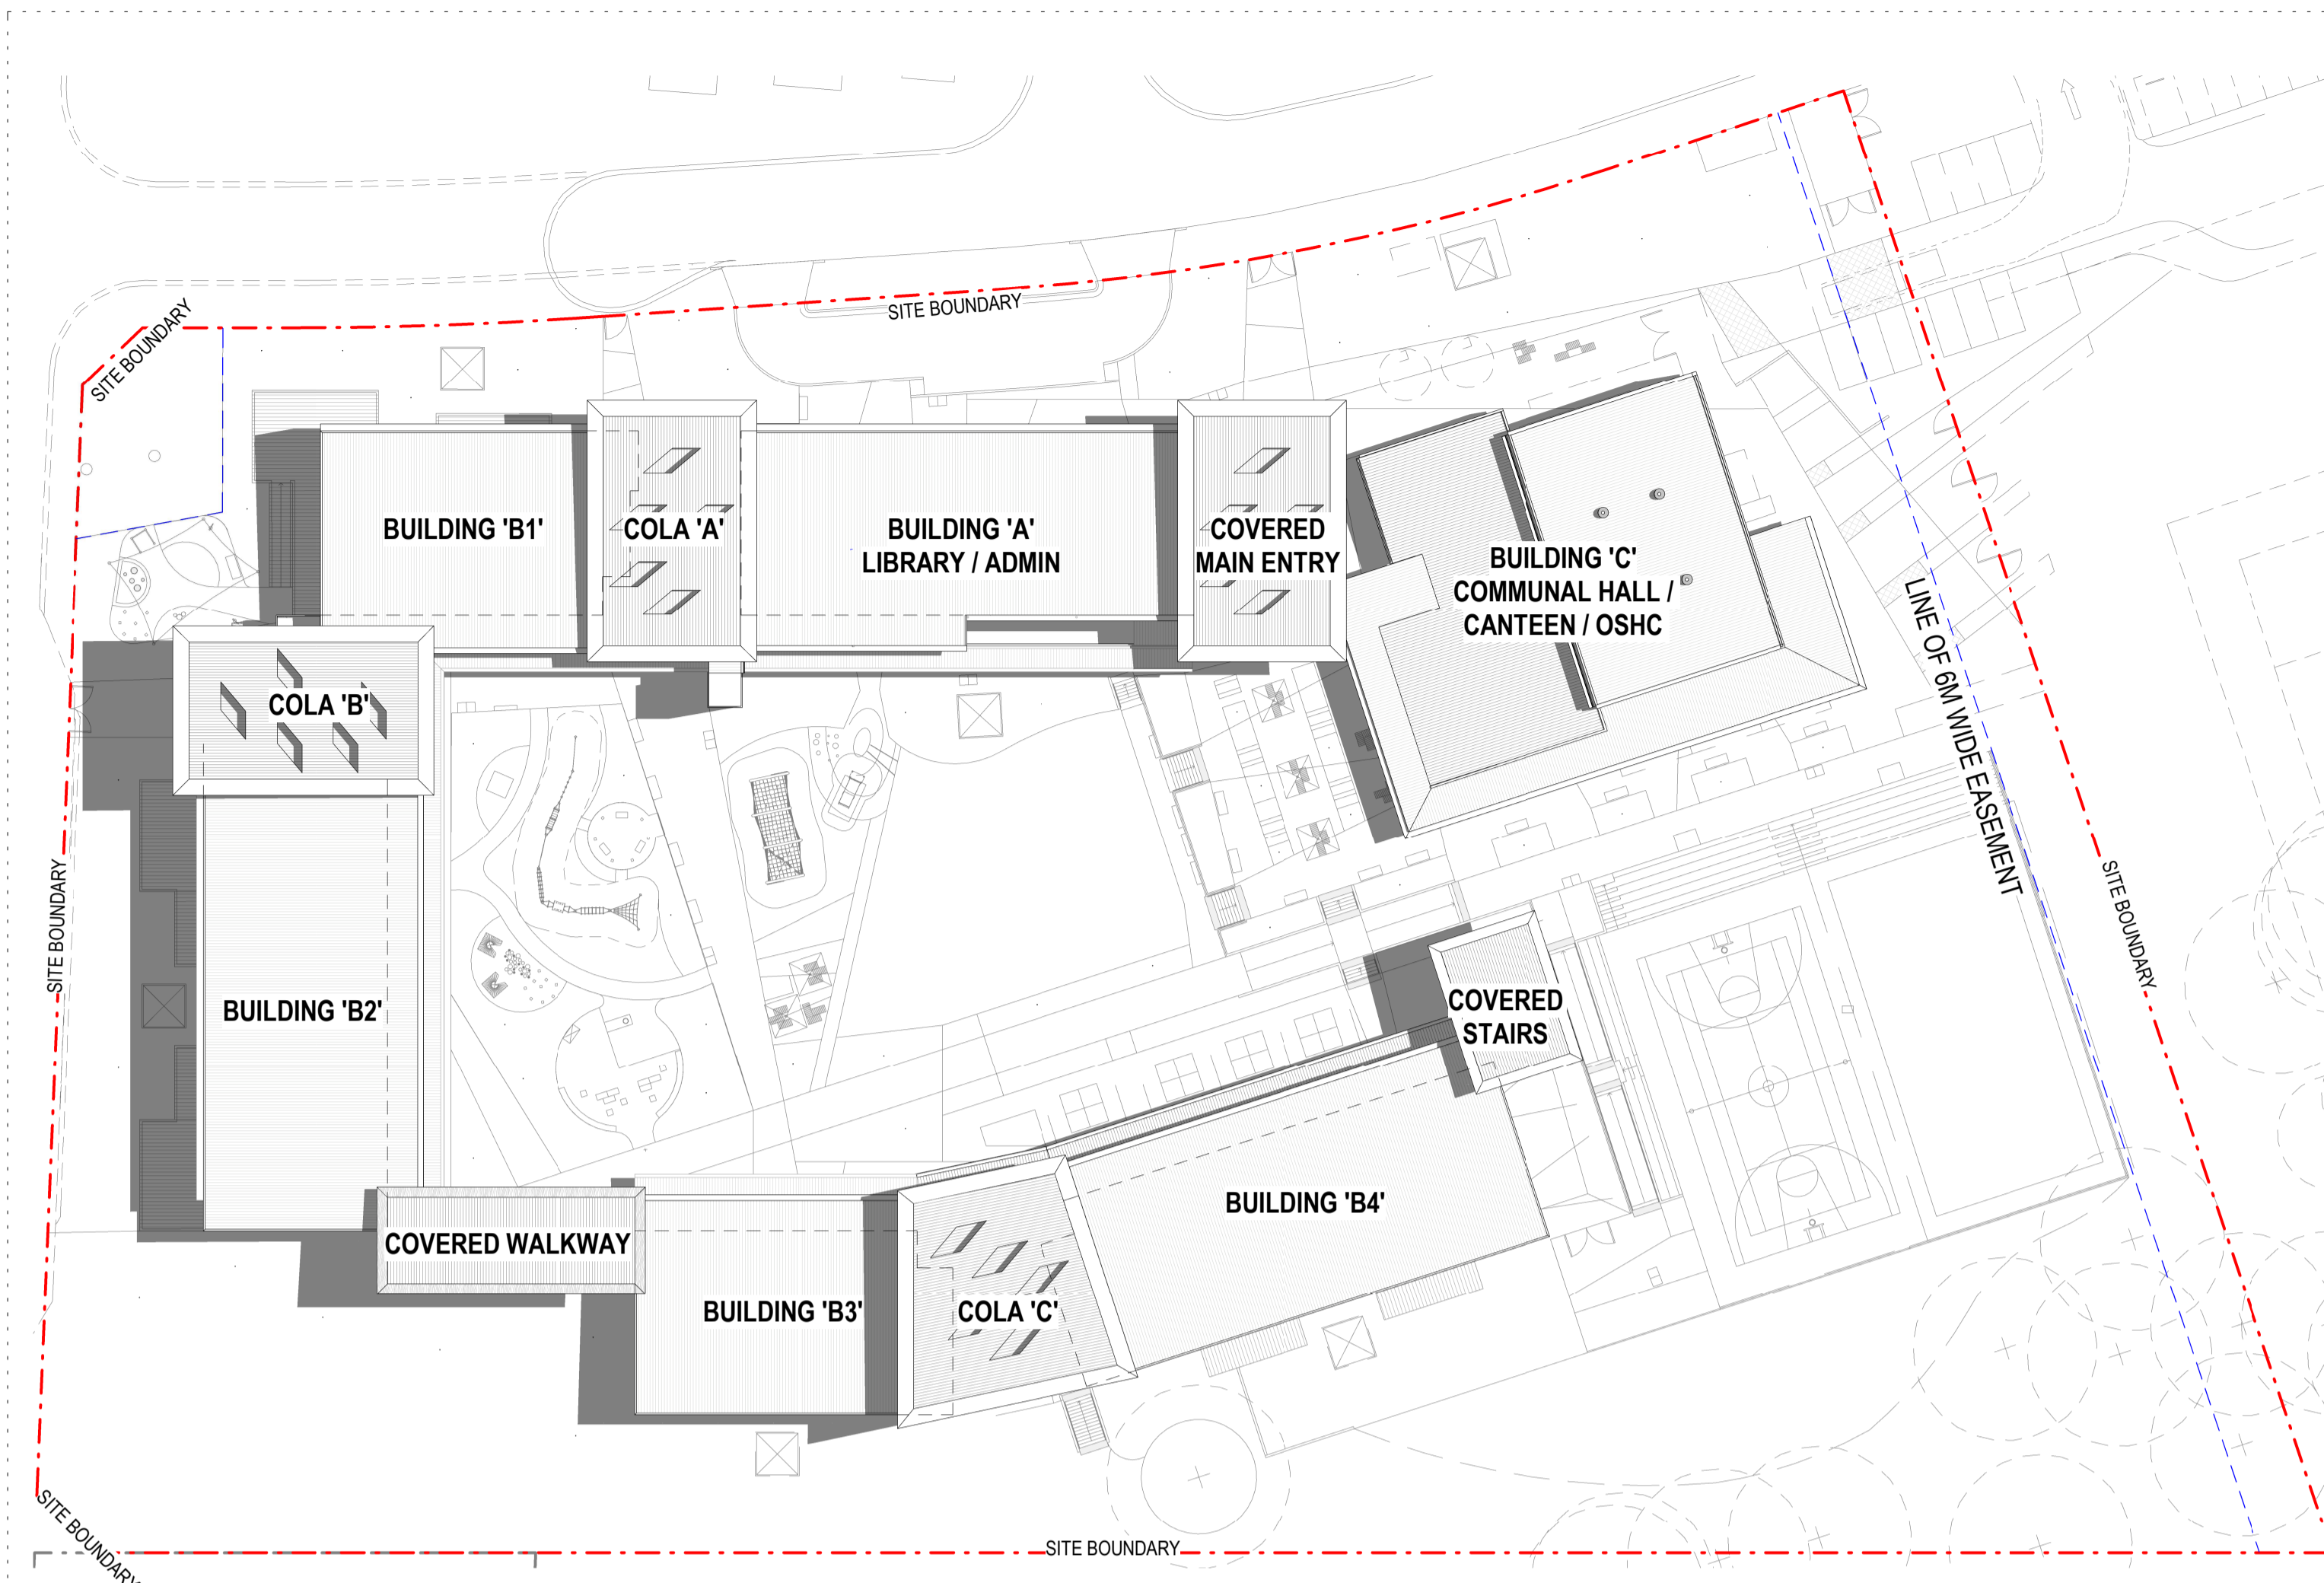 SITE BOUNDARY
SITE BOUNDARY
BUILDING 'B1'
COLA 'A'
BUILDING 'A'
LIBRARY / ADMIN
COVERED
MAIN ENTRY
BUILDING 'C'
COMMUNAL HALL /
CANTEEN / OSHC
LINE OF 6M WIDE EASEMENT
COLA 'B'
SITE BOUNDARY
SITE BOUNDARY
BUILDING 'B2'
COVERED
STAIRS
BUILDING 'B4'
COVERED WALKWAY
BUILDING 'B3'
COLA 'C'
SITE BOUNDARY
SITE BOUNDARY